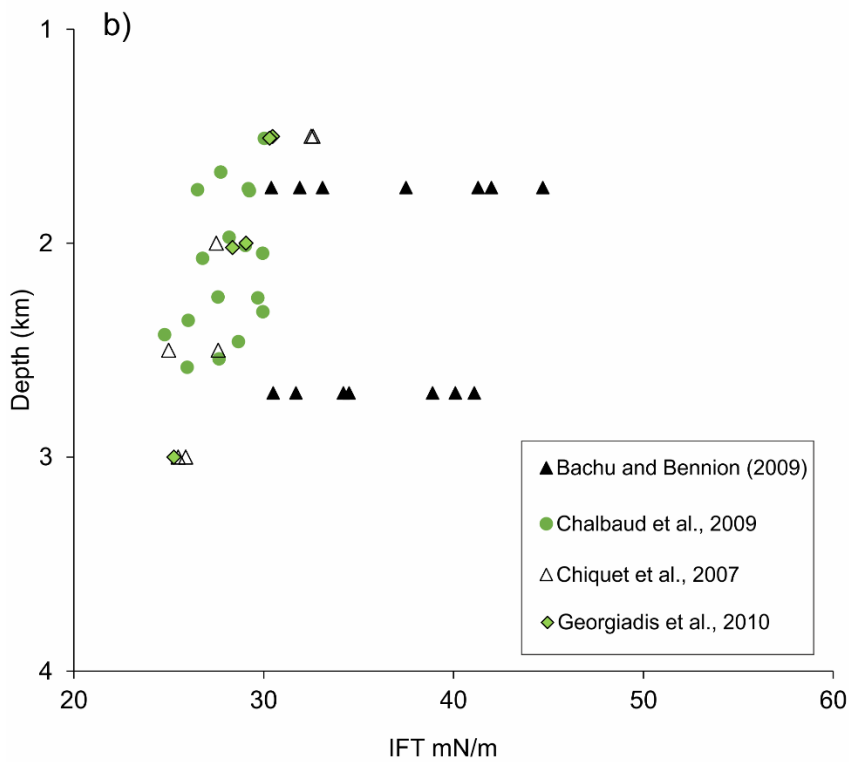 b)
1
2
3
4
Depth (km)
20 30 40 50 60
IFT mN/m
Bachu and Bennion (2009)
Chalbaud et al., 2009
Chiquet et al., 2007
Georgiadis et al., 2010